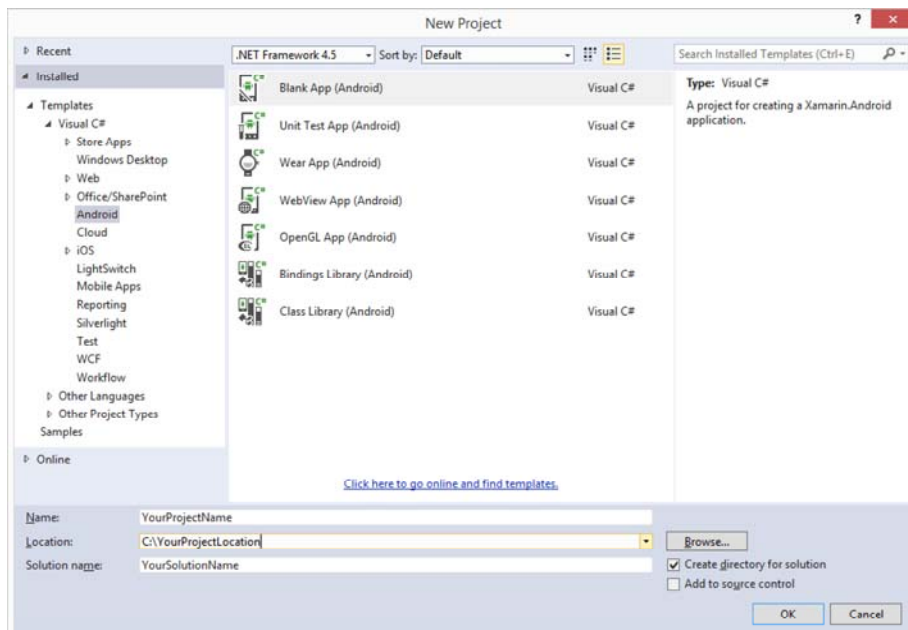 New Project
? ×
Recent
.NET Framework 4.5 Sort by: Default
Search Installed Templates (Ctrl+E)
Installed
Templates
Visual C#
Store Apps
Windows Desktop
Web
Office/SharePoint
Android
Cloud
iOS
LightSwitch
Mobile Apps
Reporting
Silverlight
Test
WCF
Workflow
Other Languages
Other Project Types
Samples
Online
Blank App (Android) Visual C#
Unit Test App (Android) Visual C#
Wear App (Android) Visual C#
WebView App (Android) Visual C#
OpenGL App (Android) Visual C#
Bindings Library (Android) Visual C#
Class Library (Android) Visual C#
Click here to go online and find templates.
Type: Visual C#
A project for creating a Xamarin.Android
application.
Name: YourProjectName
Location: C:\YourProjectLocation
Browse...
Solution name: YourSolutionName
Create directory for solution
Add to source control
OK Cancel